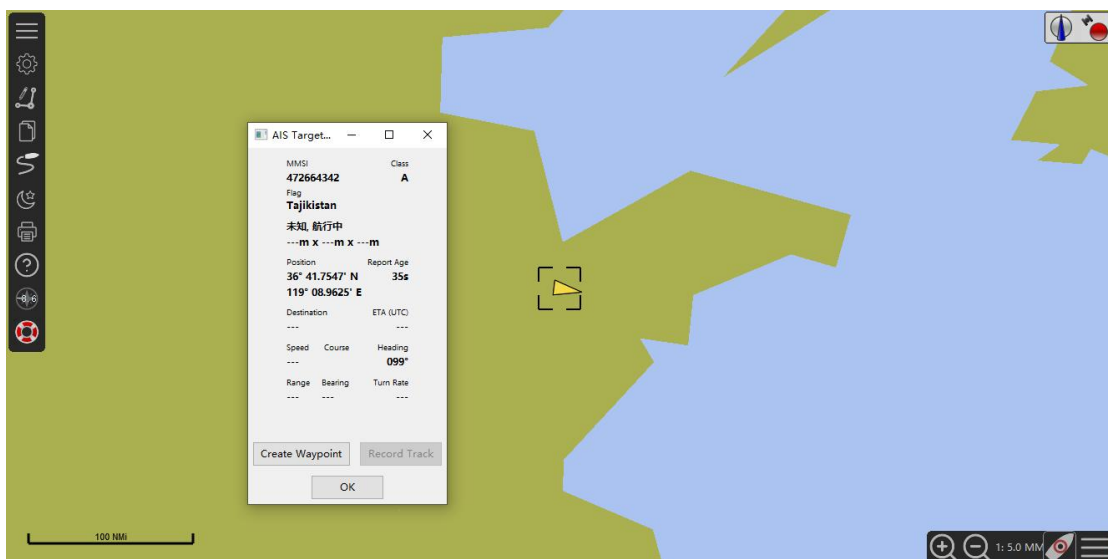 AIS Target...
MMSI Class
472664342 A
Flag
Tajikistan
未知, 航行中
---m x ---m x ---m
Position Report Age
36° 41.7547' N 35s
119° 08.9625' E
Destination ETA (UTC)
--- ---
Speed Course Heading
--- 099°
Range Bearing Turn Rate
--- --- ---
Create Waypoint Record Track
OK
100 NMi
1: 5.0 MM